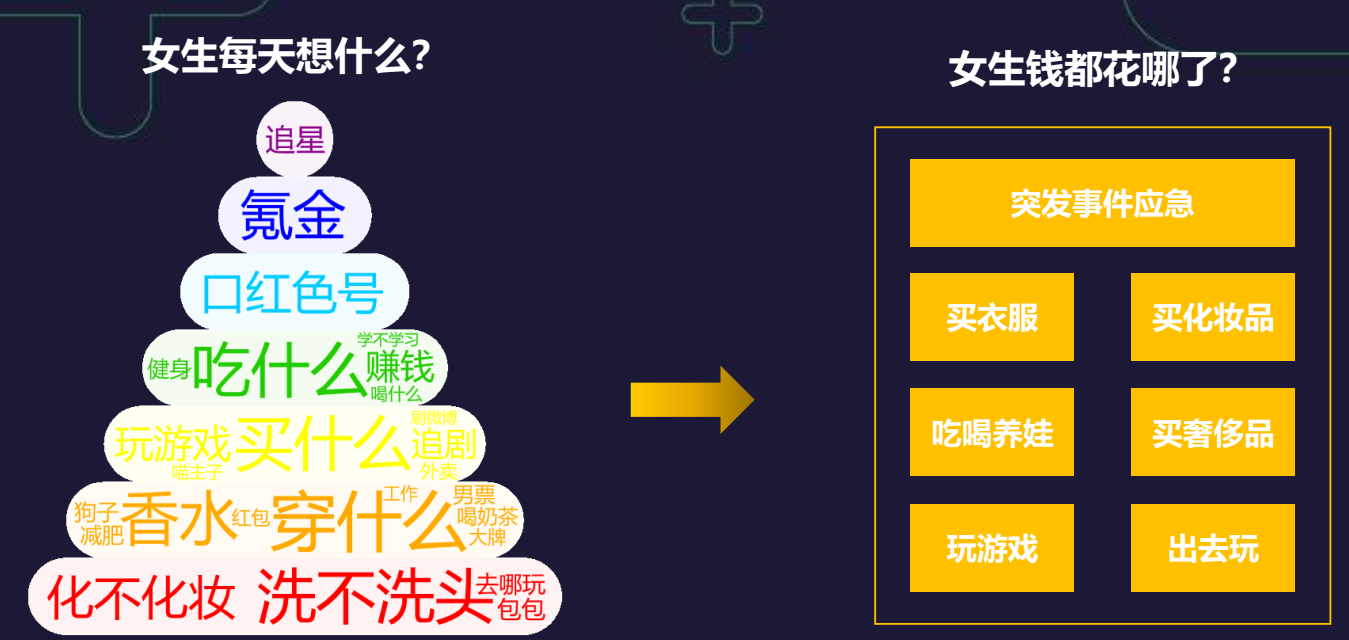 女生每天想什么?
追星
氪金
口红色号
健身 吃什么 学不学习 赚钱 喝什么
玩游戏 喵主子 买什么 刷微博 追剧 外卖
狗子 减肥 香水 红包 穿什么 工作 男票 喝奶茶 大牌
化不化妆 洗不洗头 去哪玩 包包
女生钱都花哪了?
突发事件应急
买衣服 买化妆品
吃喝养娃 买奢侈品
玩游戏 出去玩